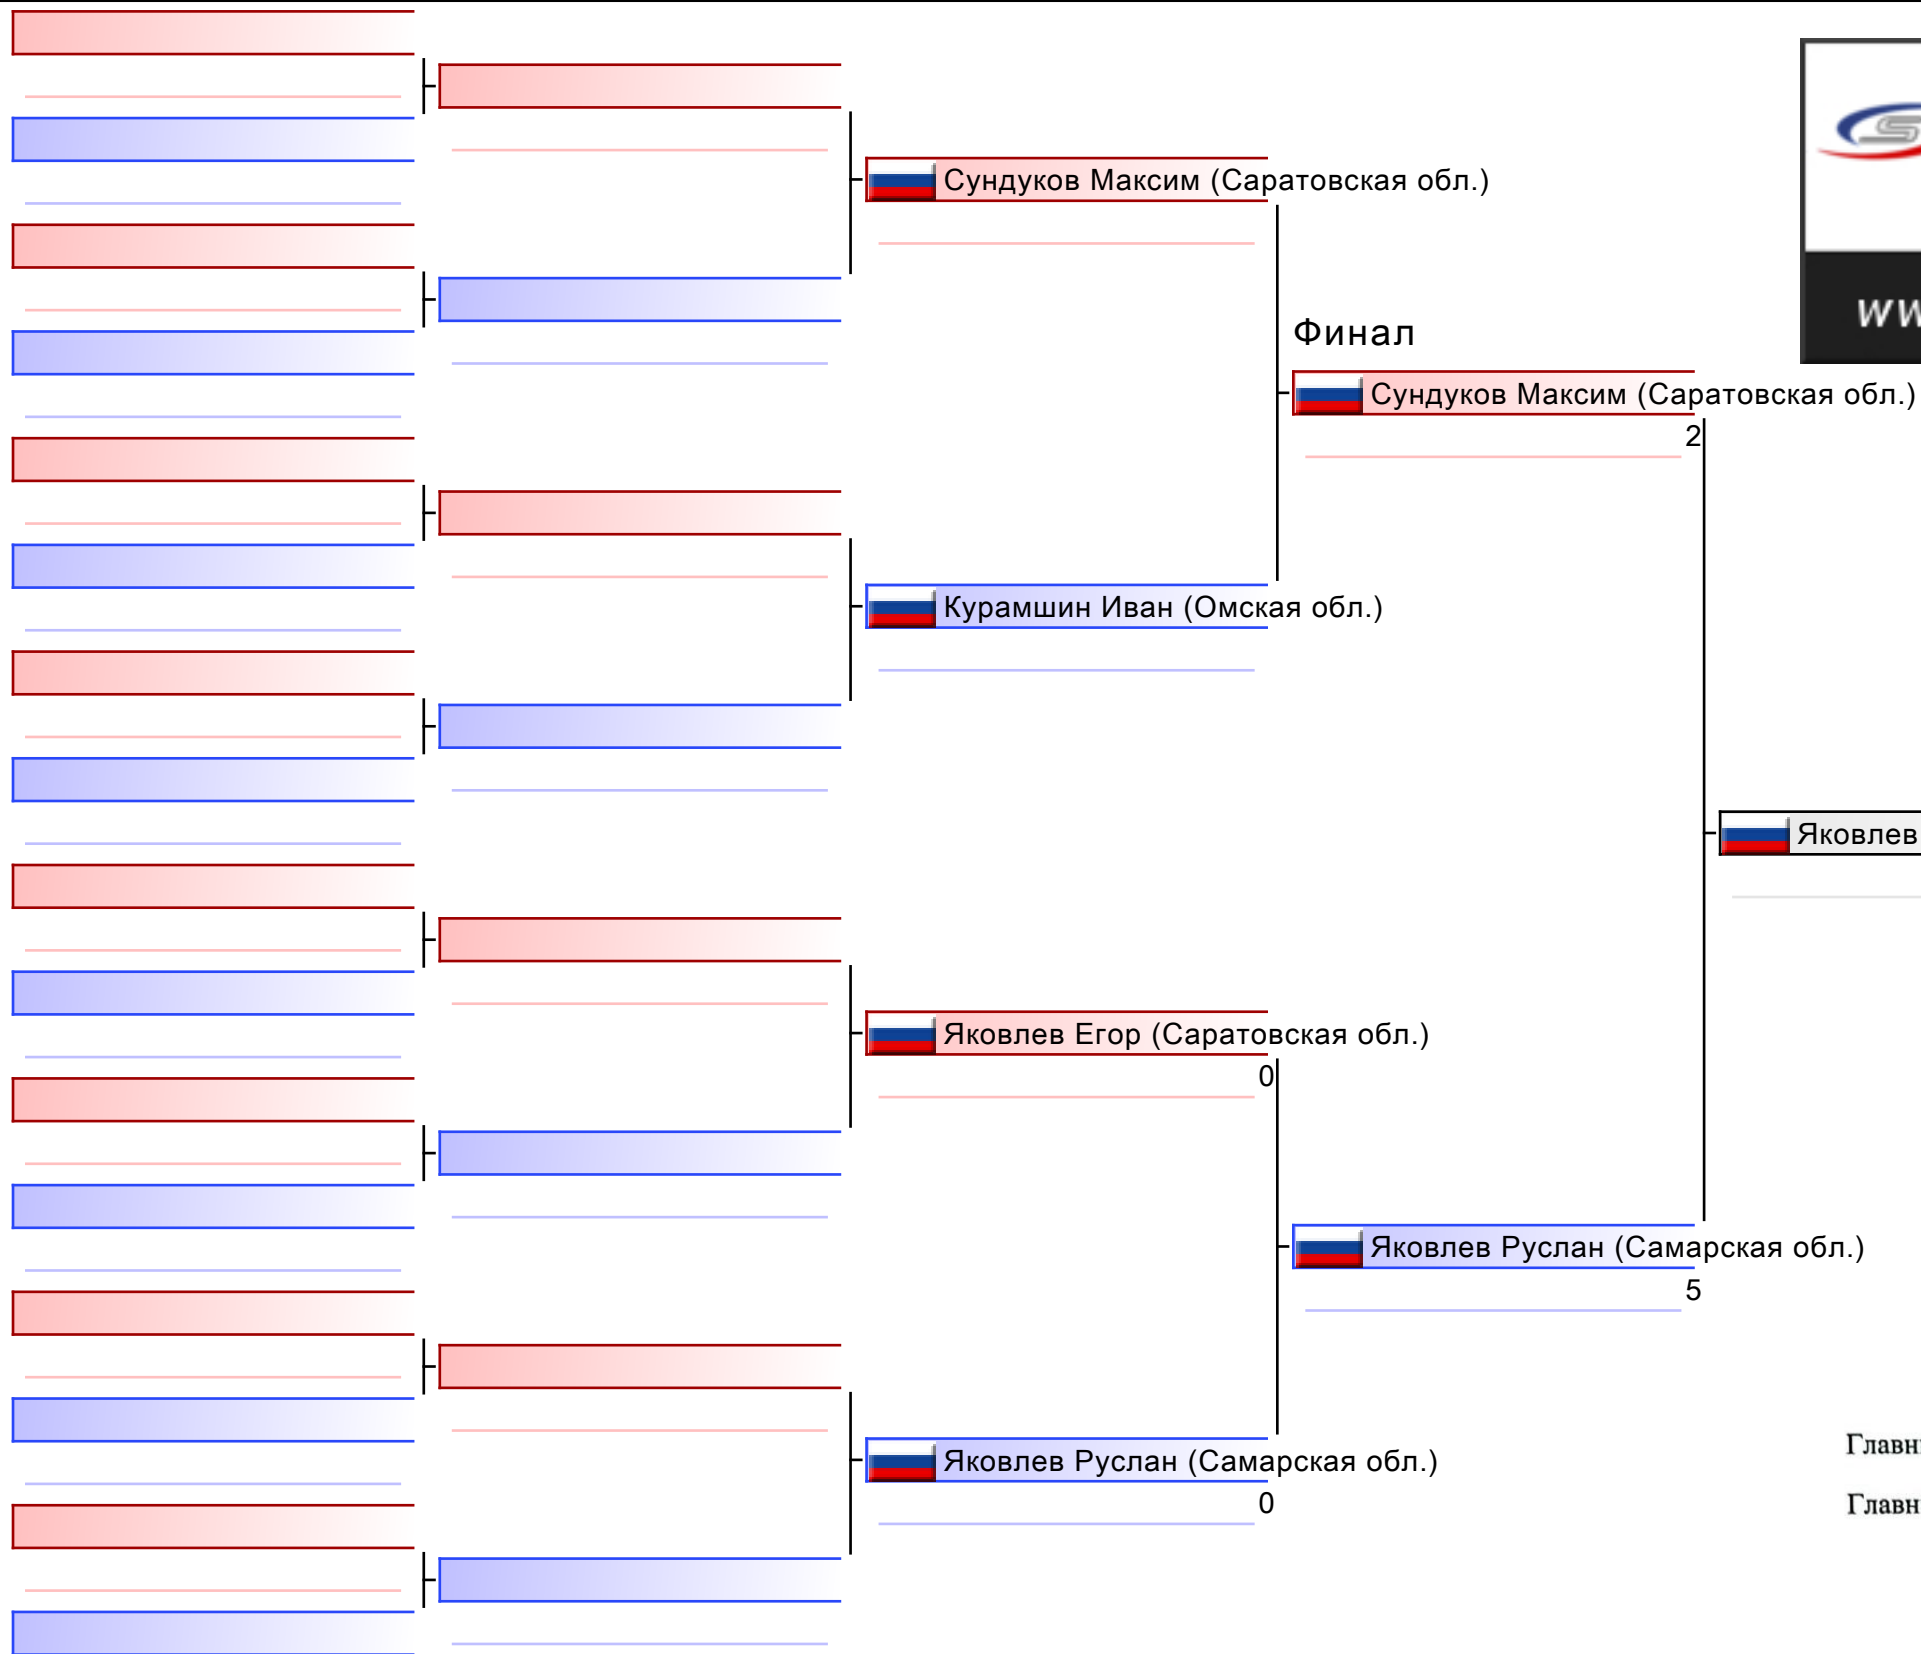 Сундуков Максим (Саратовская обл.)
Финал
Сундуков Максим (Саратовская обл.)
2
Курамшин Иван (Омская обл.)
Яковлев
Яковлев Егор (Саратовская обл.)
0
Яковлев Руслан (Самарская обл.)
5
Яковлев Руслан (Самарская обл.)
0